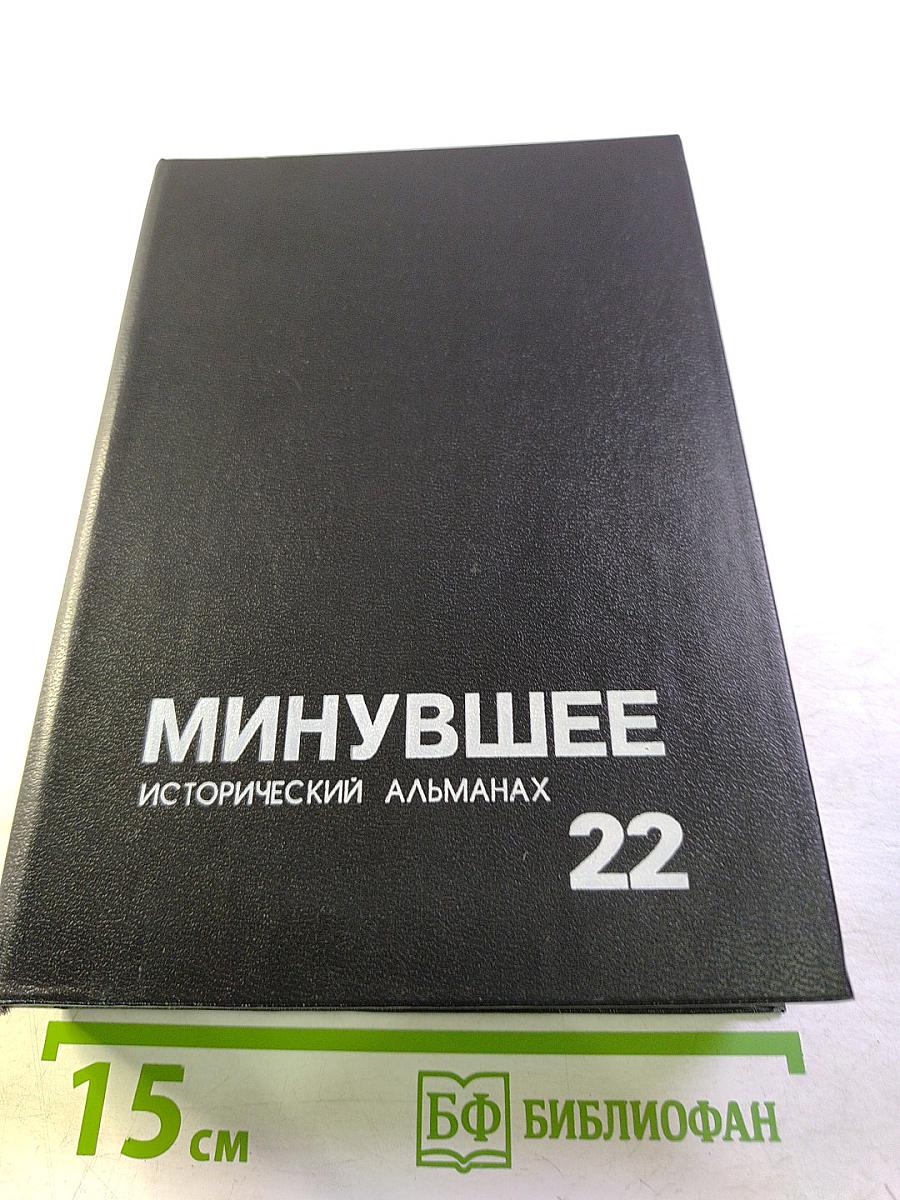 МИНУВШЕЕ
ИСТОРИЧЕСКИЙ АЛЬМАНАХ
22
15 см
БФ БИБЛИОФАН